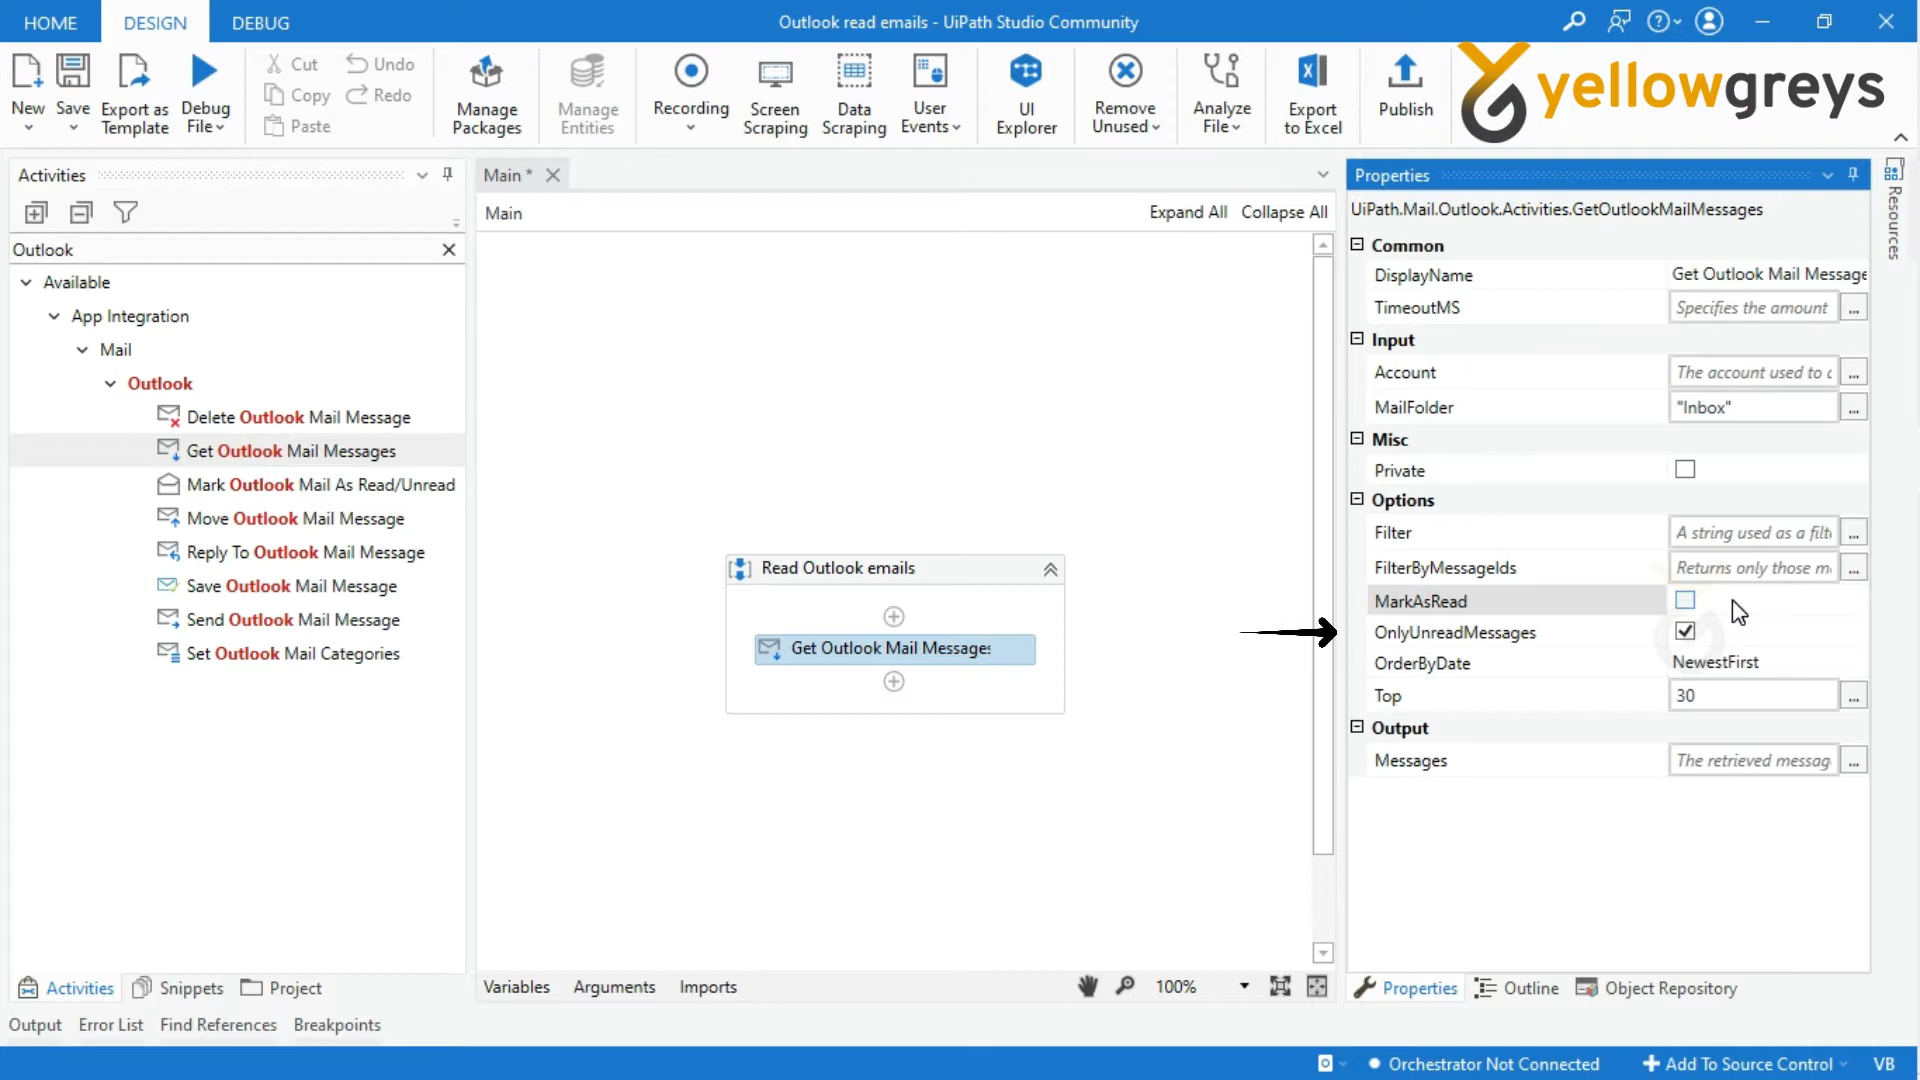 HOME DESIGN DEBUG Outlook read emails - UiPath Studio Community
New Save Export as Template Debug File Cut Copy Paste Undo Redo Manage Packages Manage Entities Recording Screen Scraping Data Scraping User Events UI Explorer Remove Unused Analyze File Export to Excel Publish yellowgreys
Activities
Outlook
Available
App Integration
Mail
Outlook
Delete Outlook Mail Message
Get Outlook Mail Messages
Mark Outlook Mail As Read/Unread
Move Outlook Mail Message
Reply To Outlook Mail Message
Save Outlook Mail Message
Send Outlook Mail Message
Set Outlook Mail Categories
Activities Snippets Project
Main *
Main Expand All Collapse All
Read Outlook emails
Get Outlook Mail Messages
Variables Arguments Imports 100%
Properties
UiPath.Mail.Outlook.Activities.GetOutlookMailMessages
Common
DisplayName Get Outlook Mail Message
TimeoutMS Specifies the amount ...
Input
Account The account used to ...
MailFolder "Inbox" ...
Misc
Private
Options
Filter A string used as a filt ...
FilterByMessageIds Returns only those m ...
MarkAsRead
OnlyUnreadMessages
OrderByDate NewestFirst
Top 30 ...
Output
Messages The retrieved messag ...
Properties Outline Object Repository
Resources
Output Error List Find References Breakpoints
Orchestrator Not Connected Add To Source Control VB